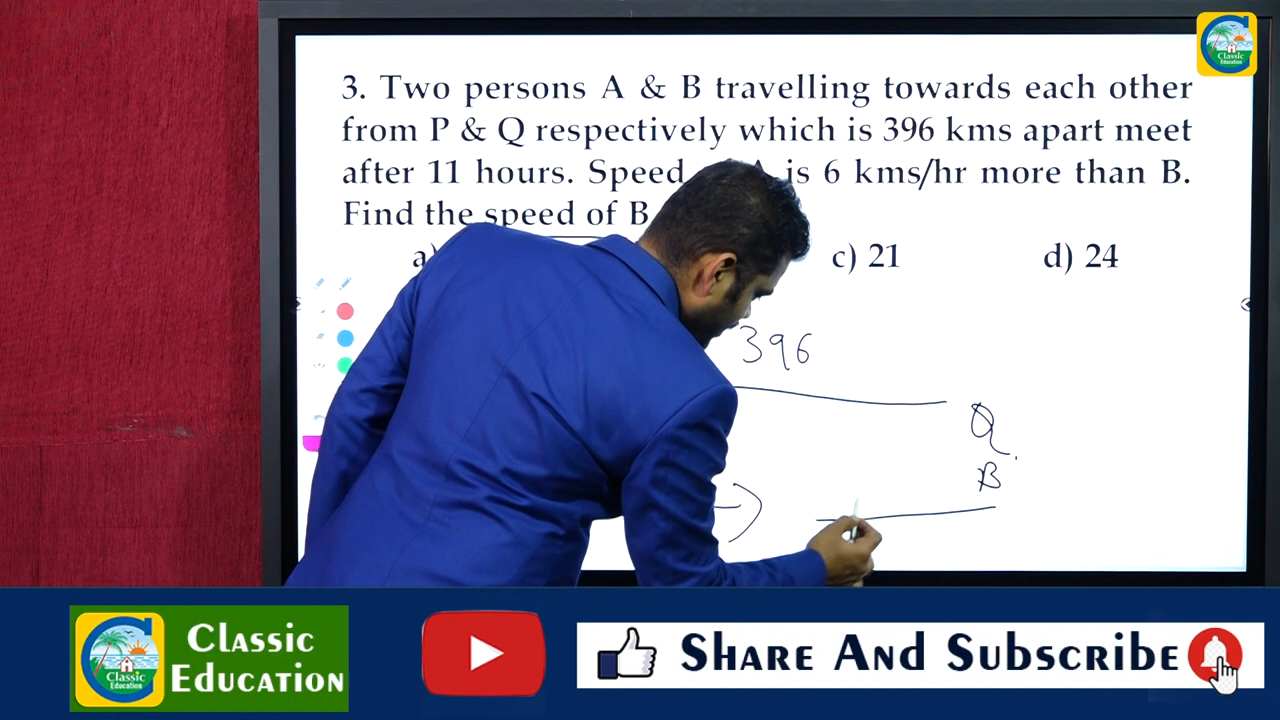 3. Two persons A & B travelling towards each other
from P & Q respectively which is 396 kms apart meet
after 11 hours. Speed is 6 kms/hr more than B.
Find the speed of B
a) c) 21 d) 24
396
Q
B
Classic
Education
Classic
Education
Classic
Education
Share And Subscribe